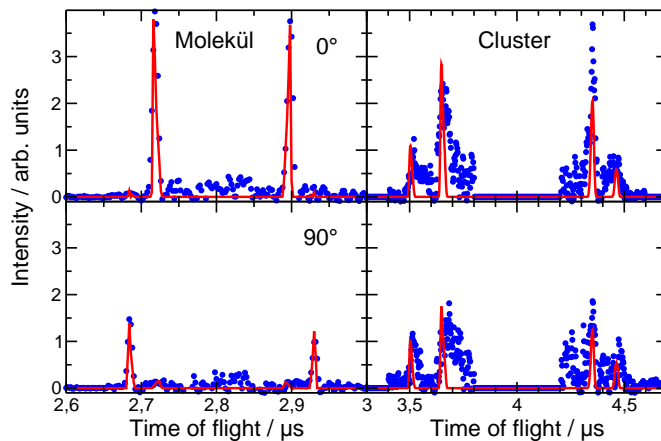 Intensity / arb. units
Molekül 0° Cluster
3
2
1
0
90°
3
2
1
0
2,6 2,7 2,8 2,9 3 3,5 4 4,5
Time of flight / µs Time of flight / µs